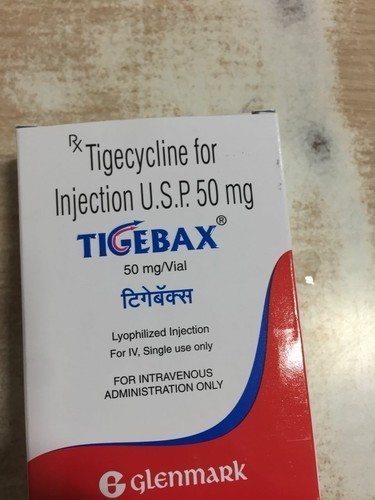 Rx Tigecycline for
Injection U.S.P. 50 mg
TIGEBAX®
50 mg/Vial
टिगेबॅक्स
Lyophilized Injection
For IV, Single use only
FOR INTRAVENOUS
ADMINISTRATION ONLY
G glenmark